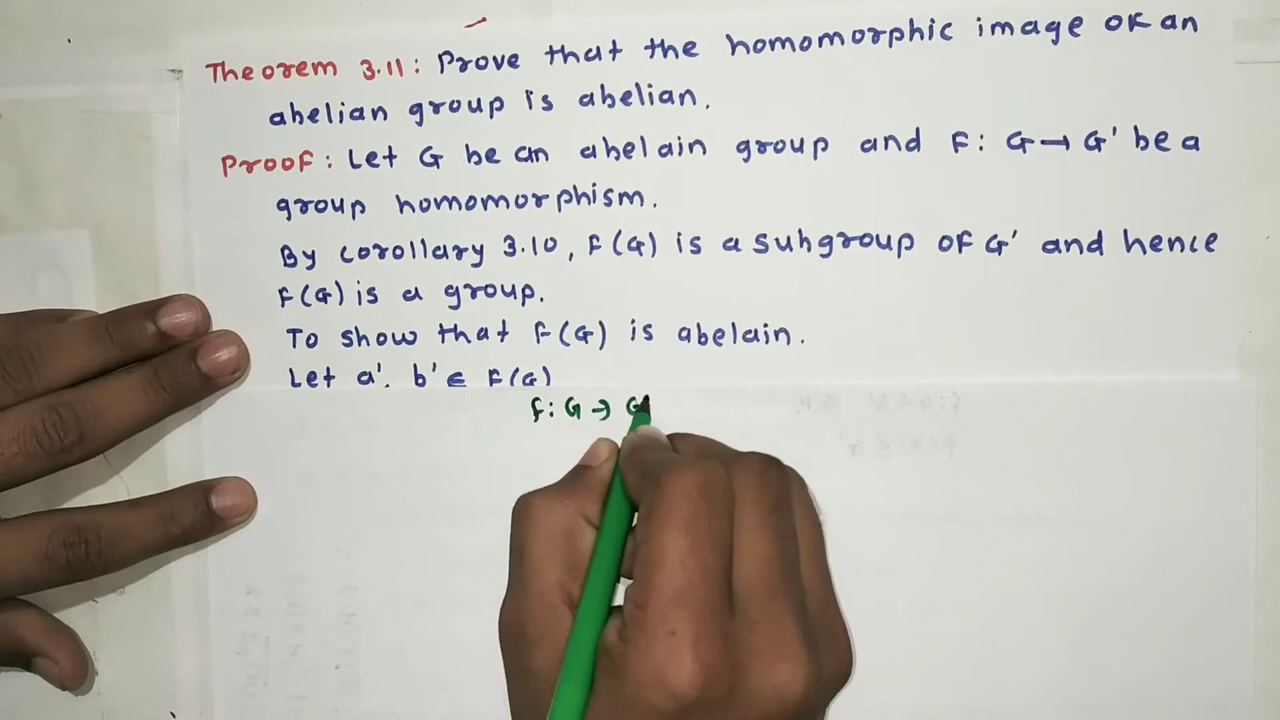 Theorem 3.11: Prove that the homomorphic image of an
abelian group is abelian.
Proof: Let G be an abelain group and f: G → G' be a
group homomorphism.
By corollary 3.10, f(G) is a subgroup of G' and hence
f(G) is a group.
To show that f(G) is abelain.
Let a', b' ∈ f(G)
f: G → G'